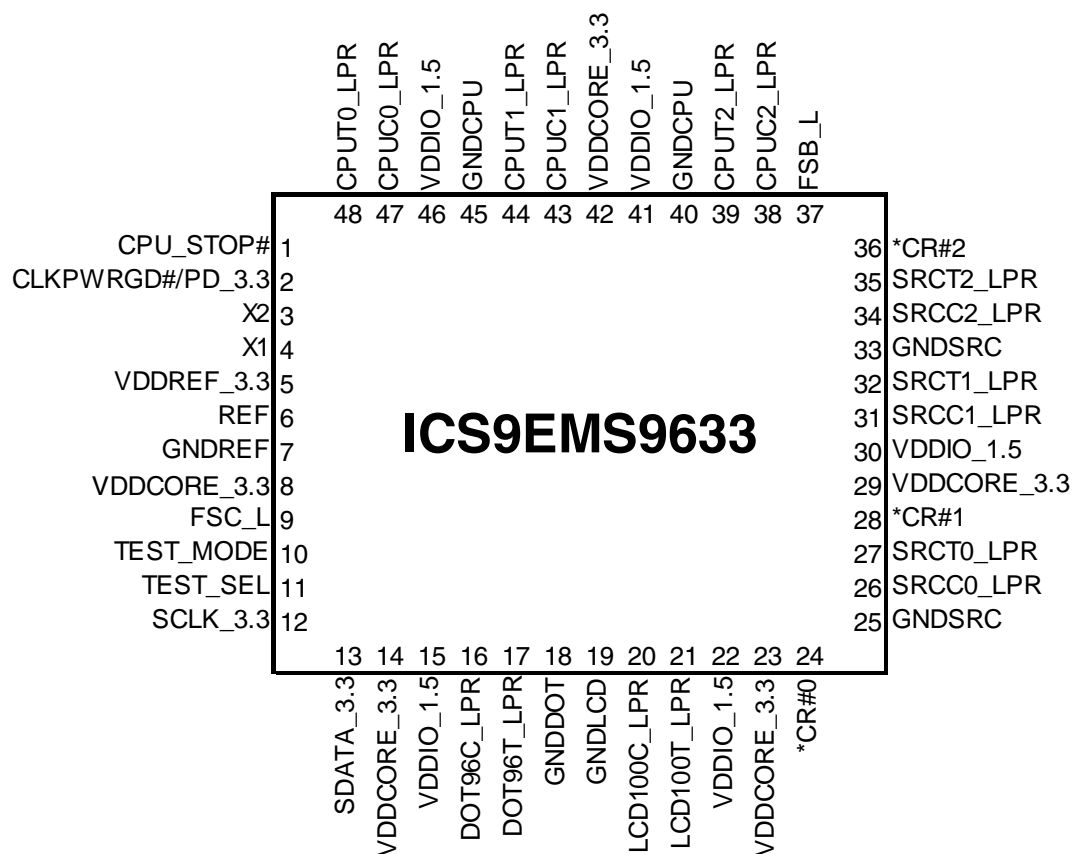 CPUT0_LPR
CPUC0_LPR
VDDIO_1.5
GNDCPU
CPUT1_LPR
CPUC1_LPR
VDDCORE_3.3
VDDIO_1.5
GNDCPU
CPUT2_LPR
CPUC2_LPR
FSB_L
48 47 46 45 44 43 42 41 40 39 38 37
CPU_STOP# 1
CLKPWRGD#/PD_3.3 2
X2 3
X1 4
VDDREF_3.3 5
REF 6
GNDREF 7
VDDCORE_3.3 8
FSC_L 9
TEST_MODE 10
TEST_SEL 11
SCLK_3.3 12
ICS9EMS9633
36 *CR#2
35 SRCT2_LPR
34 SRCC2_LPR
33 GNDSRC
32 SRCT1_LPR
31 SRCC1_LPR
30 VDDIO_1.5
29 VDDCORE_3.3
28 *CR#1
27 SRCT0_LPR
26 SRCC0_LPR
25 GNDSRC
13 14 15 16 17 18 19 20 21 22 23 24
SDATA_3.3
VDDCORE_3.3
VDDIO_1.5
DOT96C_LPR
DOT96T_LPR
GNDDOT
GNDLCD
LCD100C_LPR
LCD100T_LPR
VDDIO_1.5
VDDCORE_3.3
*CR#0